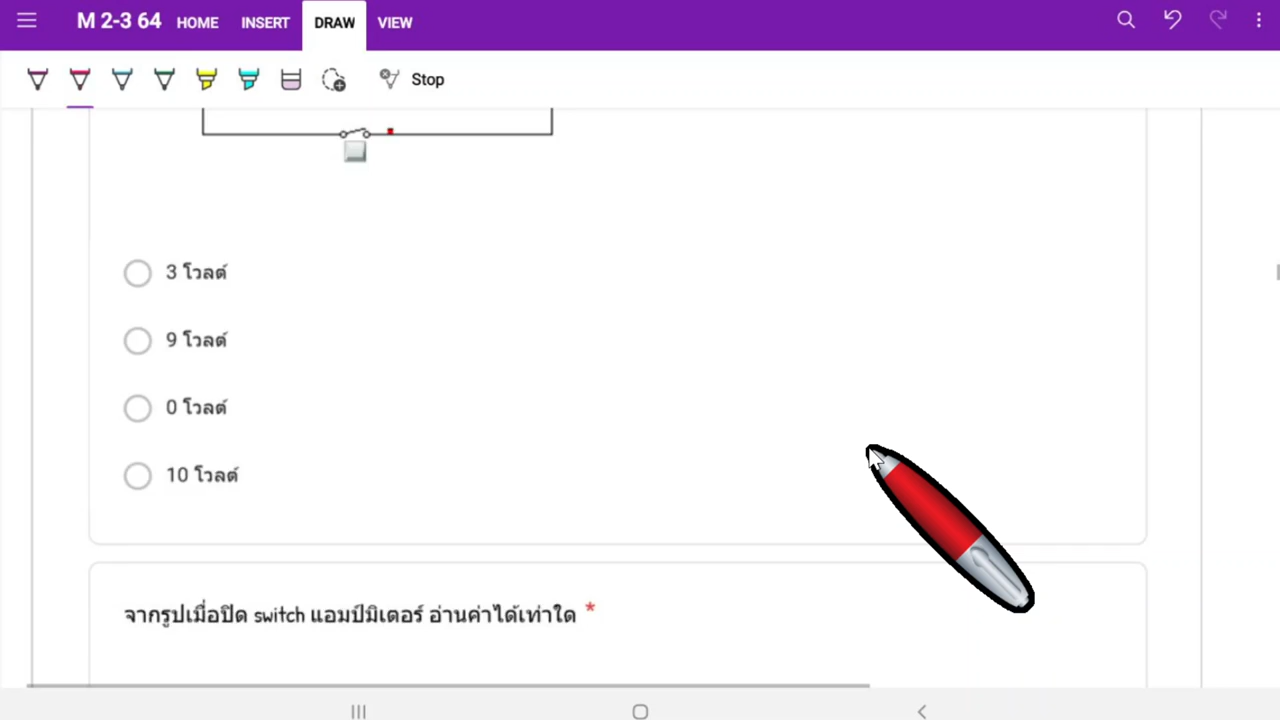 M 2-3 64 HOME INSERT DRAW VIEW
Stop
3 โวลต์
9 โวลต์
0 โวลต์
10 โวลต์
จากรูปเมื่อปิด switch แอมป์มิเตอร์ อ่านค่าได้เท่าใด *